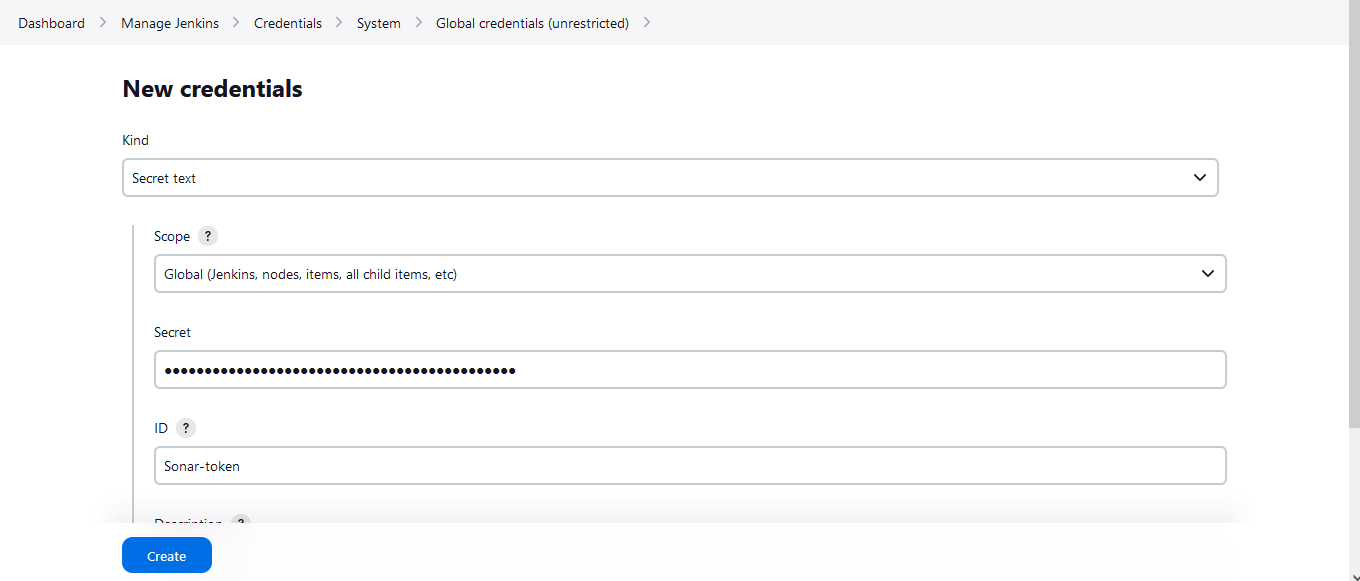 Dashboard > Manage Jenkins > Credentials > System > Global credentials (unrestricted) >
New credentials
Kind
Secret text
Scope ?
Global (Jenkins, nodes, items, all child items, etc)
Secret
••••••••••••••••••••••••••••••••••••••••••••
ID ?
Sonar-token
Description ?
Create